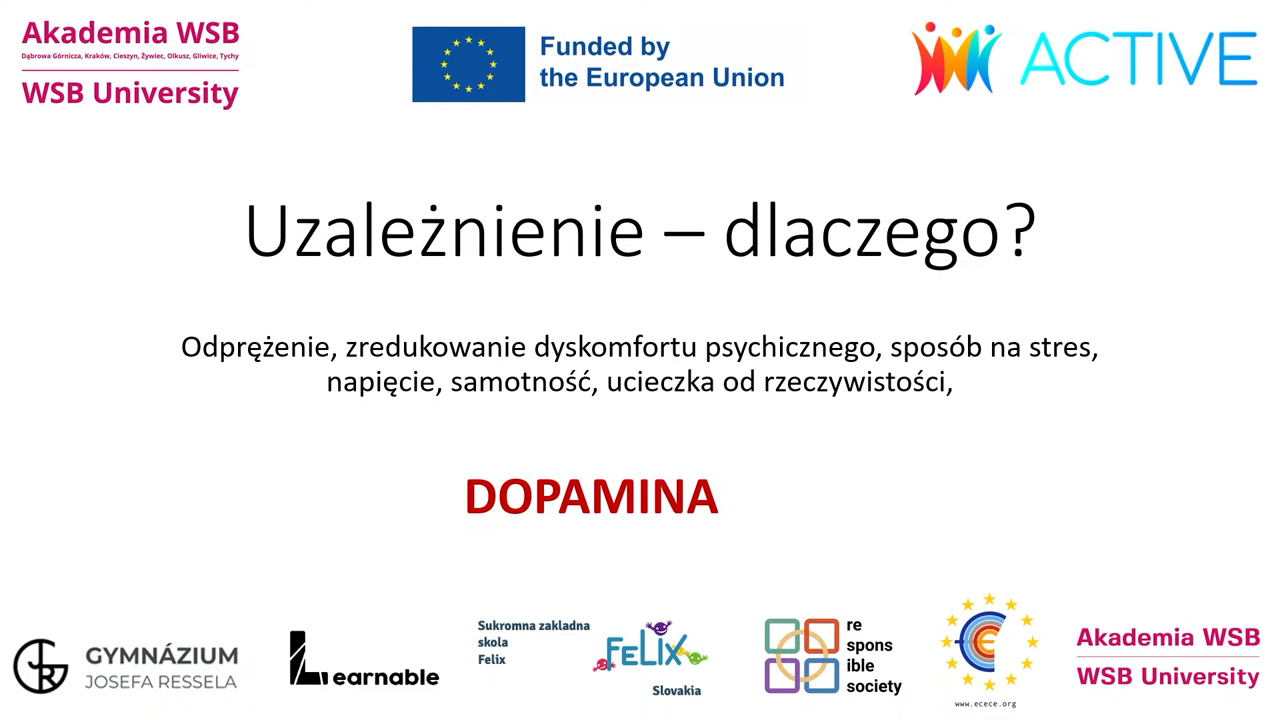 Akademia WSB
Dąbrowa Górnicza, Kraków, Cieszyn, Żywiec, Olkusz, Gliwice, Tychy
WSB University
Funded by
the European Union
ACTIVE
Uzależnienie – dlaczego?
Odprężenie, zredukowanie dyskomfortu psychicznego, sposób na stres,
napięcie, samotność, ucieczka od rzeczywistości,
DOPAMINA
GYMNÁZIUM
JOSEFA RESSELA
Learnable
Sukromna zakladna
skola
Felix
FELIX
Slovakia
re
spons
ible
society
www.ecece.org
Akademia WSB
WSB University